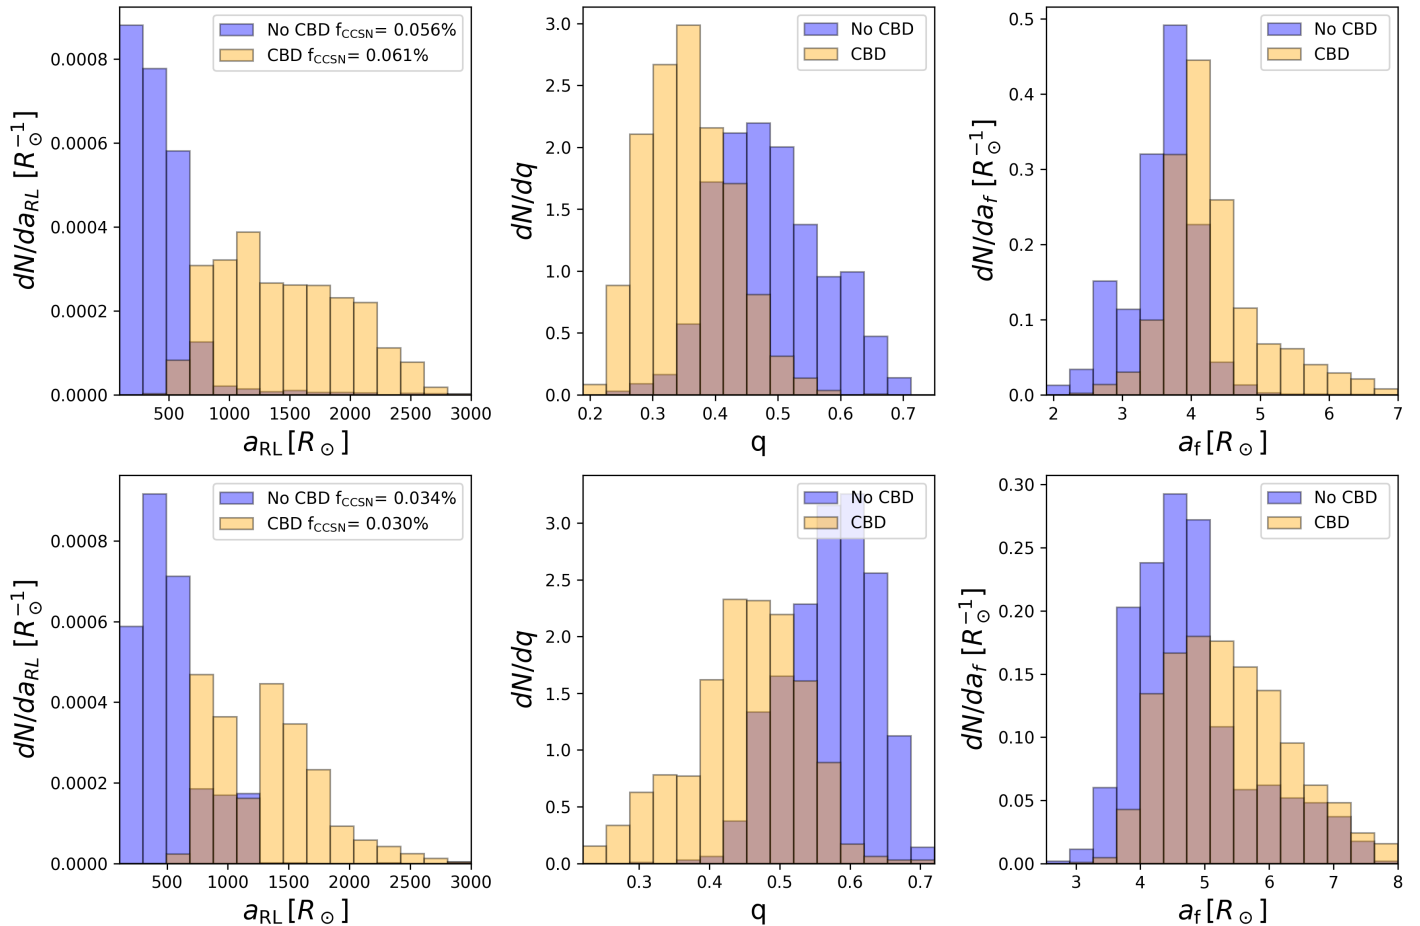 No CBD f_CCSN= 0.056%
CBD f_CCSN= 0.061%
dN/da_RL [R_⊙^-1]
0.0008
0.0006
0.0004
0.0002
0.0000
500 1000 1500 2000 2500 3000
a_RL [R_⊙]
No CBD
CBD
dN/dq
3.0
2.5
2.0
1.5
1.0
0.5
0.0
0.2 0.3 0.4 0.5 0.6 0.7
q
No CBD
CBD
dN/da_f [R_⊙^-1]
0.5
0.4
0.3
0.2
0.1
0.0
2 3 4 5 6 7
a_f [R_⊙]
No CBD f_CCSN= 0.034%
CBD f_CCSN= 0.030%
dN/da_RL [R_⊙^-1]
0.0008
0.0006
0.0004
0.0002
0.0000
500 1000 1500 2000 2500 3000
a_RL [R_⊙]
No CBD
CBD
dN/dq
3.0
2.5
2.0
1.5
1.0
0.5
0.0
0.3 0.4 0.5 0.6 0.7
q
No CBD
CBD
dN/da_f [R_⊙^-1]
0.30
0.25
0.20
0.15
0.10
0.05
0.00
3 4 5 6 7 8
a_f [R_⊙]